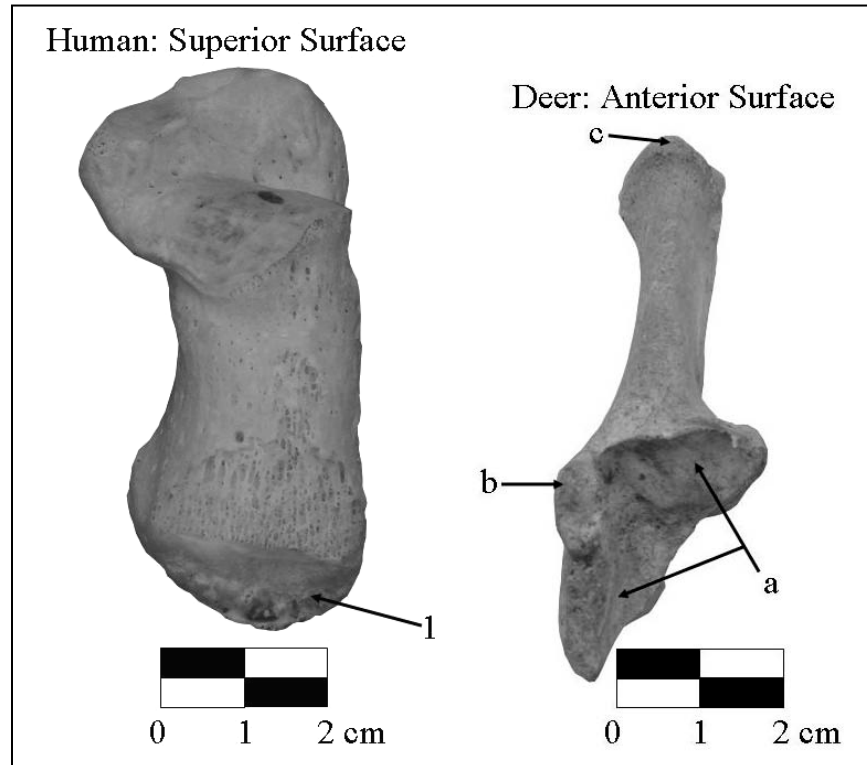 Human: Superior Surface
Deer: Anterior Surface
c
b
a
1
0 1 2 cm
0 1 2 cm